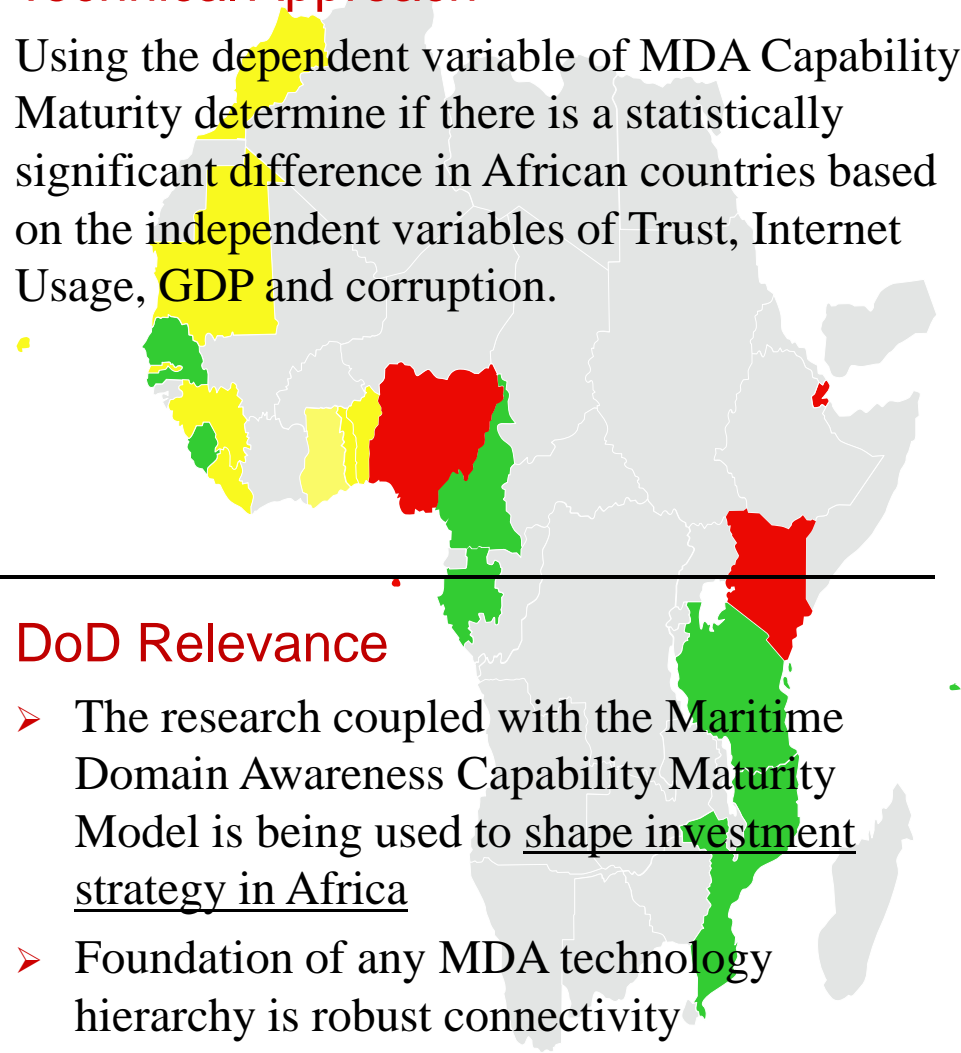 Technical Approach
Using the dependent variable of MDA Capability
Maturity determine if there is a statistically
significant difference in African countries based
on the independent variables of Trust, Internet
Usage, GDP and corruption.
DoD Relevance
➢ The research coupled with the Maritime
Domain Awareness Capability Maturity
Model is being used to shape investment
strategy in Africa
➢ Foundation of any MDA technology
hierarchy is robust connectivity